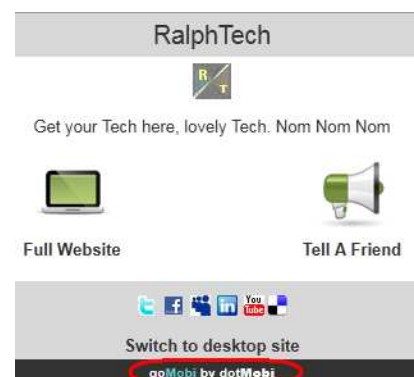 RalphTech
R
T
Get your Tech here, lovely Tech. Nom Nom Nom
Full Website
Tell A Friend
t f in You Tube
Switch to desktop site
goMobi by dotMobi